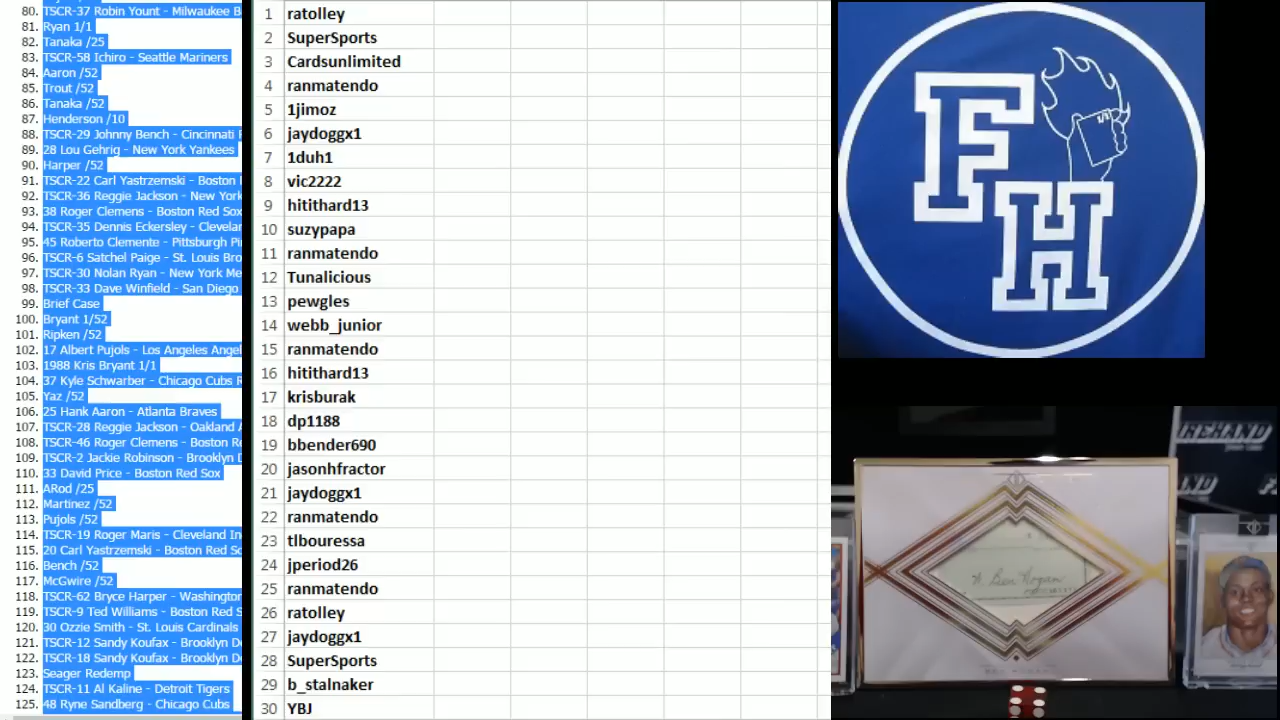 80. TSCR-37 Robin Yount - Milwaukee B
81. Ryan 1/1
82. Tanaka /25
83. TSCR-58 Ichiro - Seattle Mariners
84. Aaron /52
85. Trout /52
86. Tanaka /52
87. Henderson /10
88. TSCR-29 Johnny Bench - Cincinnati
89. 28 Lou Gehrig - New York Yankees
90. Harper /52
91. TSCR-22 Carl Yastrzemski - Boston
92. TSCR-36 Reggie Jackson - New York
93. 38 Roger Clemens - Boston Red Sox
94. TSCR-35 Dennis Eckersley - Clevelan
95. 45 Roberto Clemente - Pittsburgh Pi
96. TSCR-6 Satchel Paige - St. Louis Bro
97. TSCR-30 Nolan Ryan - New York Me
98. TSCR-33 Dave Winfield - San Diego
99. Brief Case
100. Bryant 1/52
101. Ripken /52
102. 17 Albert Pujols - Los Angeles Angel
103. 1988 Kris Bryant 1/1
104. 37 Kyle Schwarber - Chicago Cubs R
105. Yaz /52
106. 25 Hank Aaron - Atlanta Braves
107. TSCR-28 Reggie Jackson - Oakland A
108. TSCR-46 Roger Clemens - Boston Re
109. TSCR-2 Jackie Robinson - Brooklyn D
110. 33 David Price - Boston Red Sox
111. ARod /25
112. Martinez /52
113. Pujols /52
114. TSCR-19 Roger Maris - Cleveland In
115. 20 Carl Yastrzemski - Boston Red So
116. Bench /52
117. McGwire /52
118. TSCR-62 Bryce Harper - Washington
119. TSCR-9 Ted Williams - Boston Red S
120. 30 Ozzie Smith - St. Louis Cardinals
121. TSCR-12 Sandy Koufax - Brooklyn Do
122. TSCR-18 Sandy Koufax - Brooklyn Do
123. Seager Redemp
124. TSCR-11 Al Kaline - Detroit Tigers
125. 48 Ryne Sandberg - Chicago Cubs
1 ratolley
2 SuperSports
3 Cardsunlimited
4 ranmatendo
5 1jimoz
6 jaydoggx1
7 1duh1
8 vic2222
9 hitithard13
10 suzypapa
11 ranmatendo
12 Tunalicious
13 pewgles
14 webb_junior
15 ranmatendo
16 hitithard13
17 krisburak
18 dp1188
19 bbender690
20 jasonhfractor
21 jaydoggx1
22 ranmatendo
23 tlbouressa
24 jperiod26
25 ranmatendo
26 ratolley
27 jaydoggx1
28 SuperSports
29 b_stalnaker
30 YBJ
F
1/1
H
IREHAND
AND
Ben Hogan